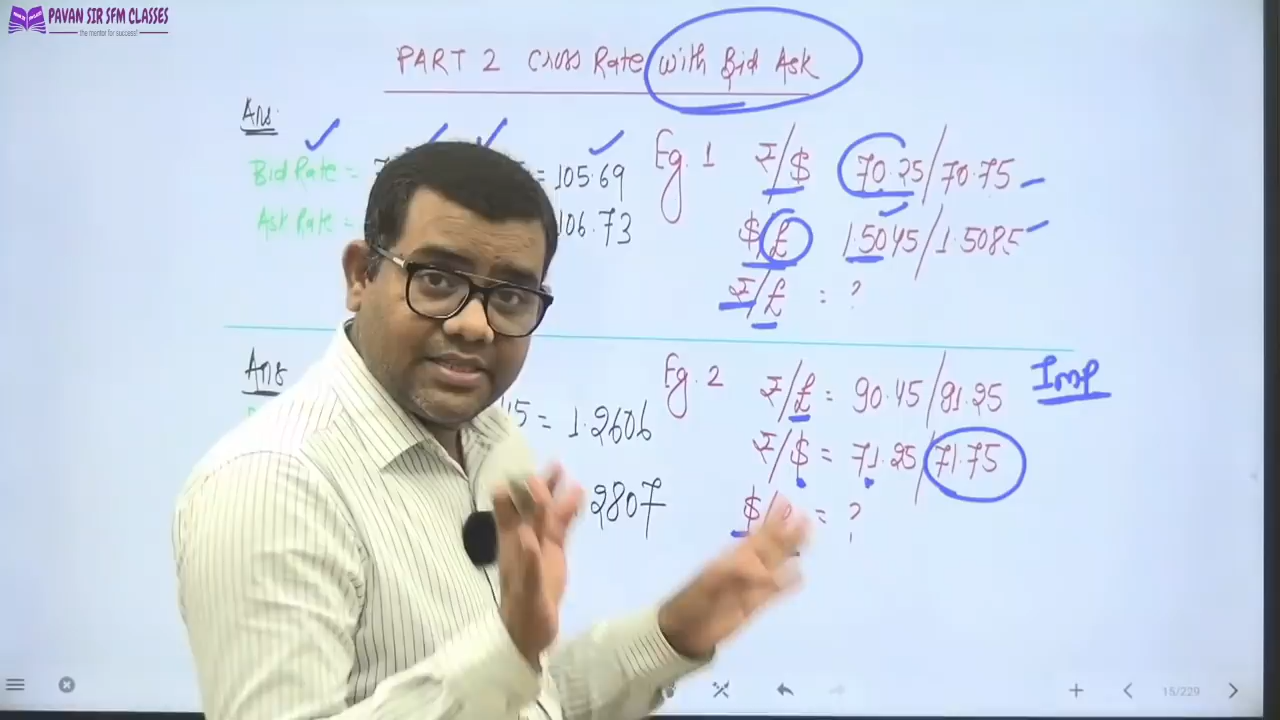 PAVAN SIR SFM CLASSES
the mentor for success!
PART 2 Cross Rate with Bid Ask
Ans.
Bid Rate = = 105.69
Ask Rate = 106.73
Eg. 1 ₹/$ 70.25/70.75
$/£ 1.5045/1.5085
₹/£ : ?
Ans
= 1.2606
2807
Eg. 2 ₹/£ = 90.45/91.25
Imp
₹/$ = 71.25/71.75
$/ = ?
15/229